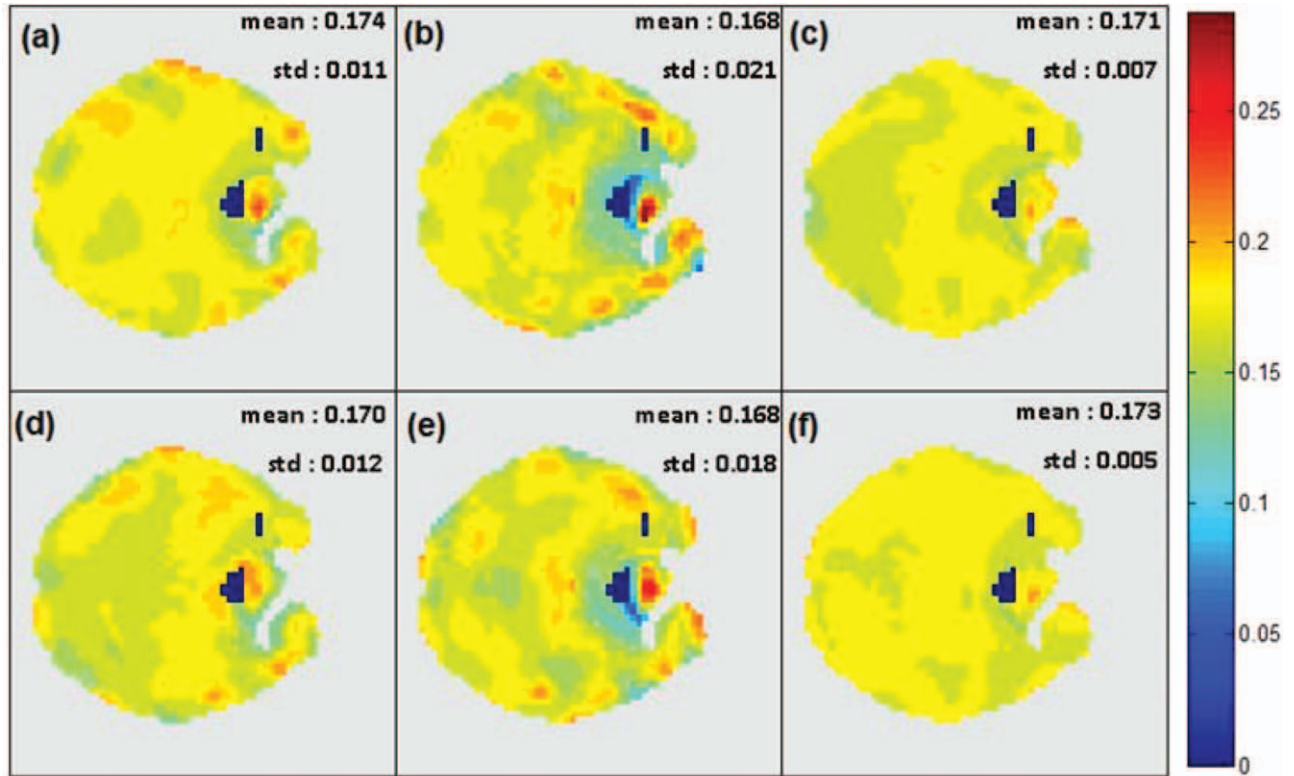 (a)
mean : 0.174
std : 0.011
(b)
mean : 0.168
std : 0.021
(c)
mean : 0.171
std : 0.007
(d)
mean : 0.170
std : 0.012
(e)
mean : 0.168
std : 0.018
(f)
mean : 0.173
std : 0.005
0.25
0.2
0.15
0.1
0.05
0